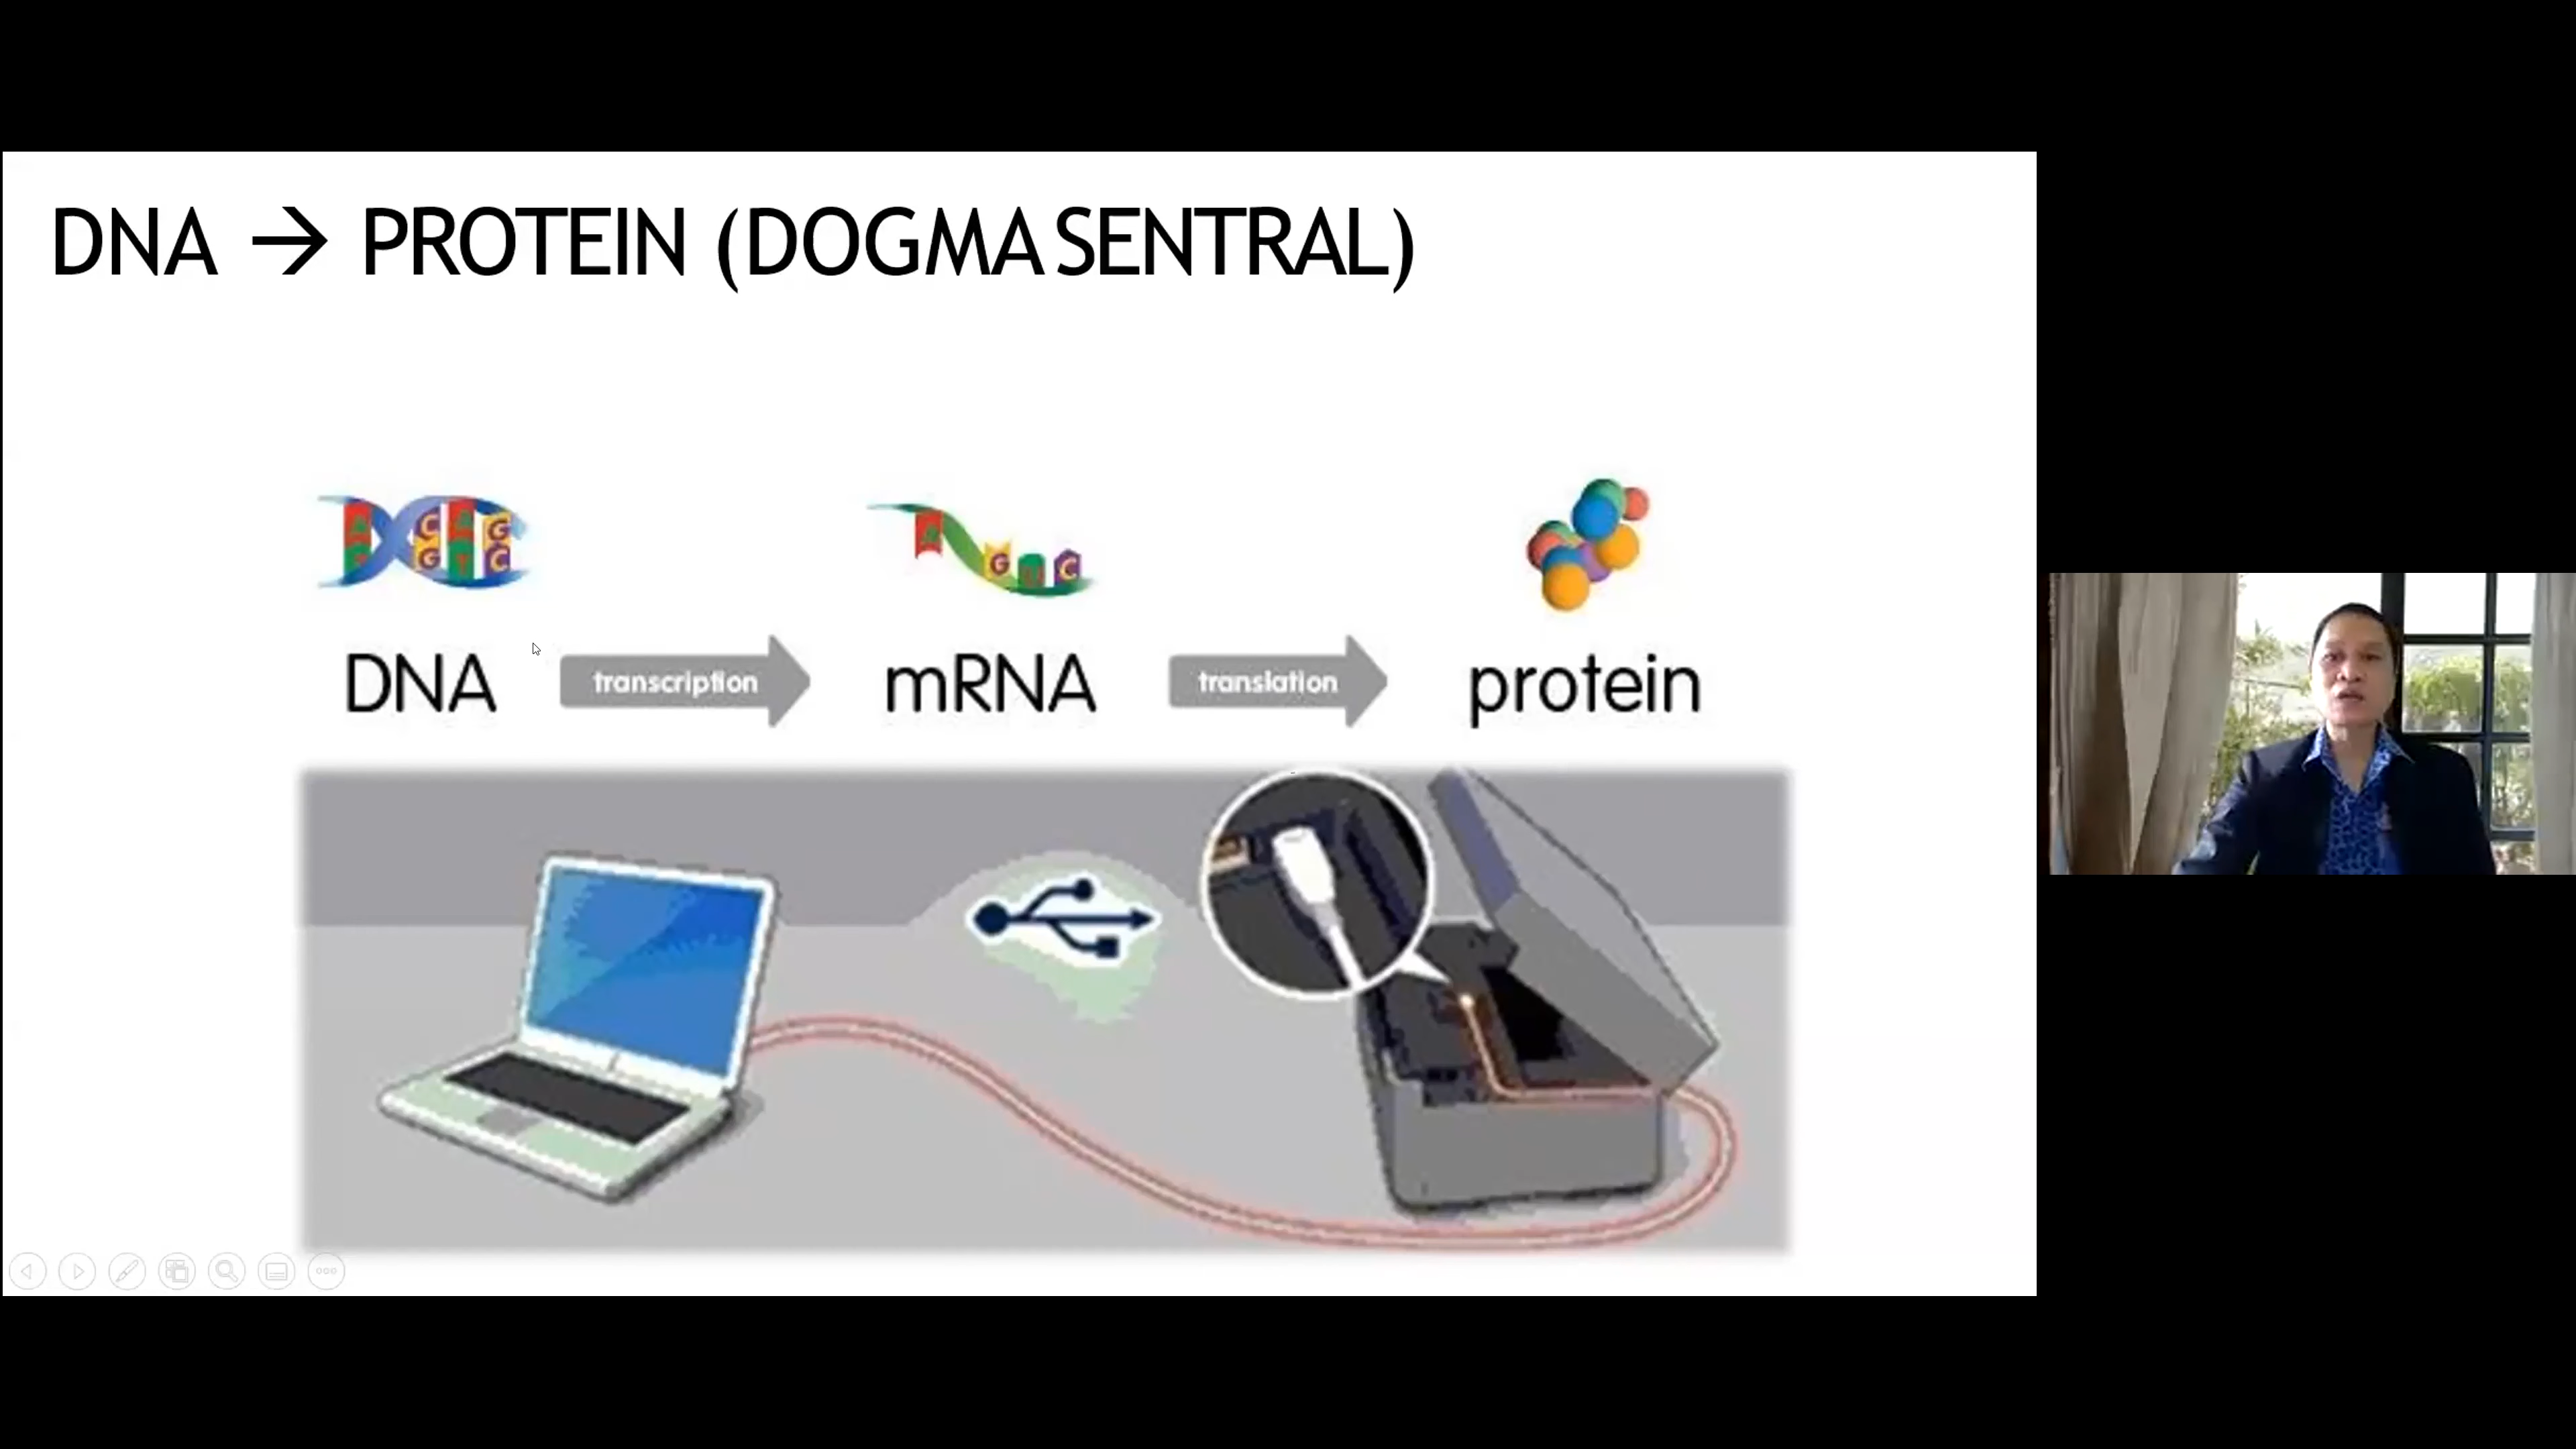 DNA → PROTEIN (DOGMA SENTRAL)
A C A G
T G T C
A G U C
DNA transcription mRNA translation protein